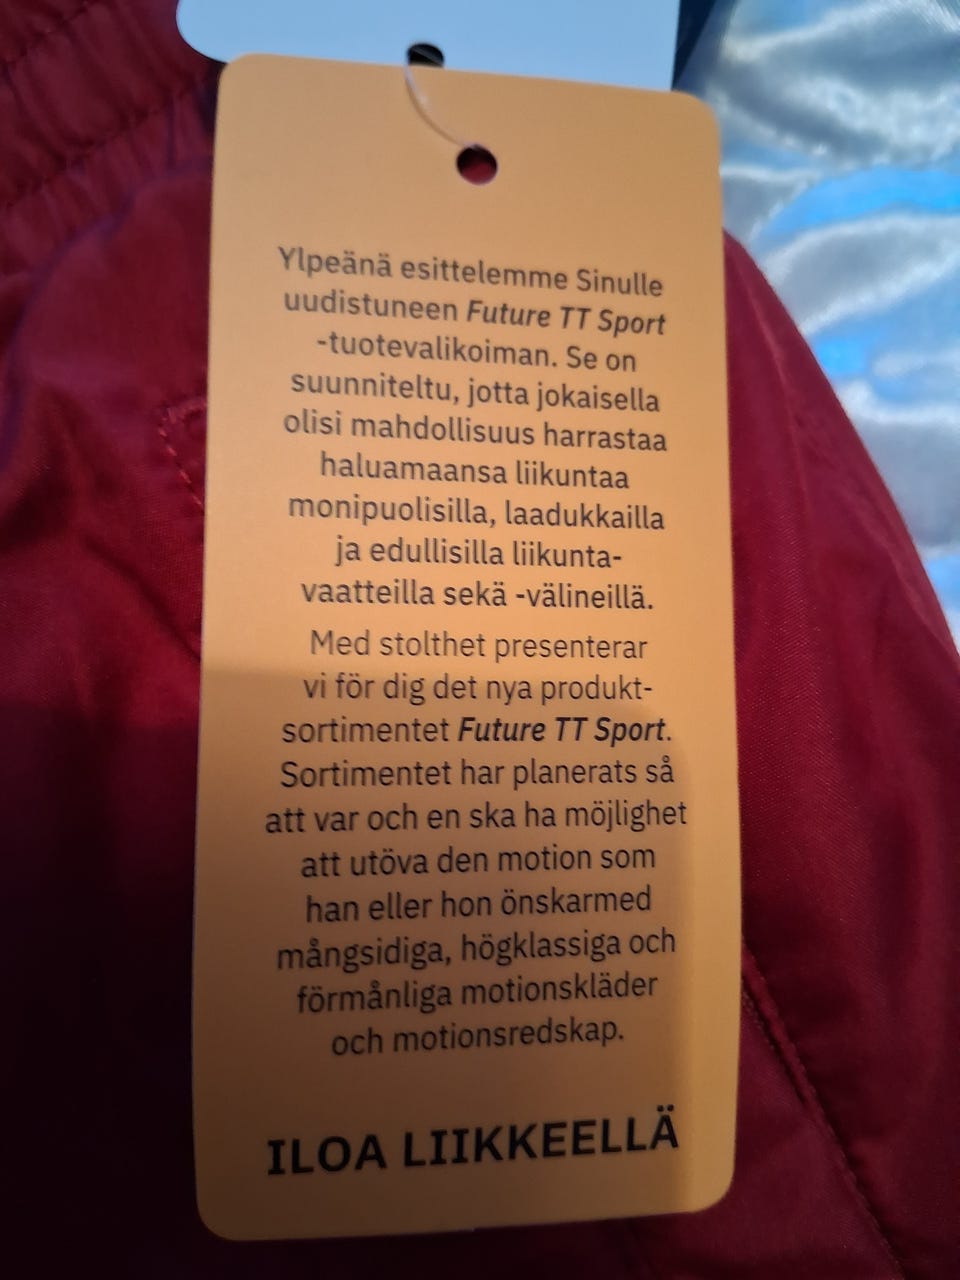 Ylpeänä esittelemme Sinulle
uudistuneen Future TT Sport
-tuotevalikoiman. Se on
suunniteltu, jotta jokaisella
olisi mahdollisuus harrastaa
haluamaansa liikuntaa
monipuolisilla, laadukkailla
ja edullisilla liikunta-
vaatteilla sekä -välineillä.
Med stolthet presenterar
vi för dig det nya produkt-
sortimentet Future TT Sport.
Sortimentet har planerats så
att var och en ska ha möjlighet
att utöva den motion som
han eller hon önskarmed
mångsidiga, högklassiga och
förmånliga motionskläder
och motionsredskap.
ILOA LIIKKEELLÄ